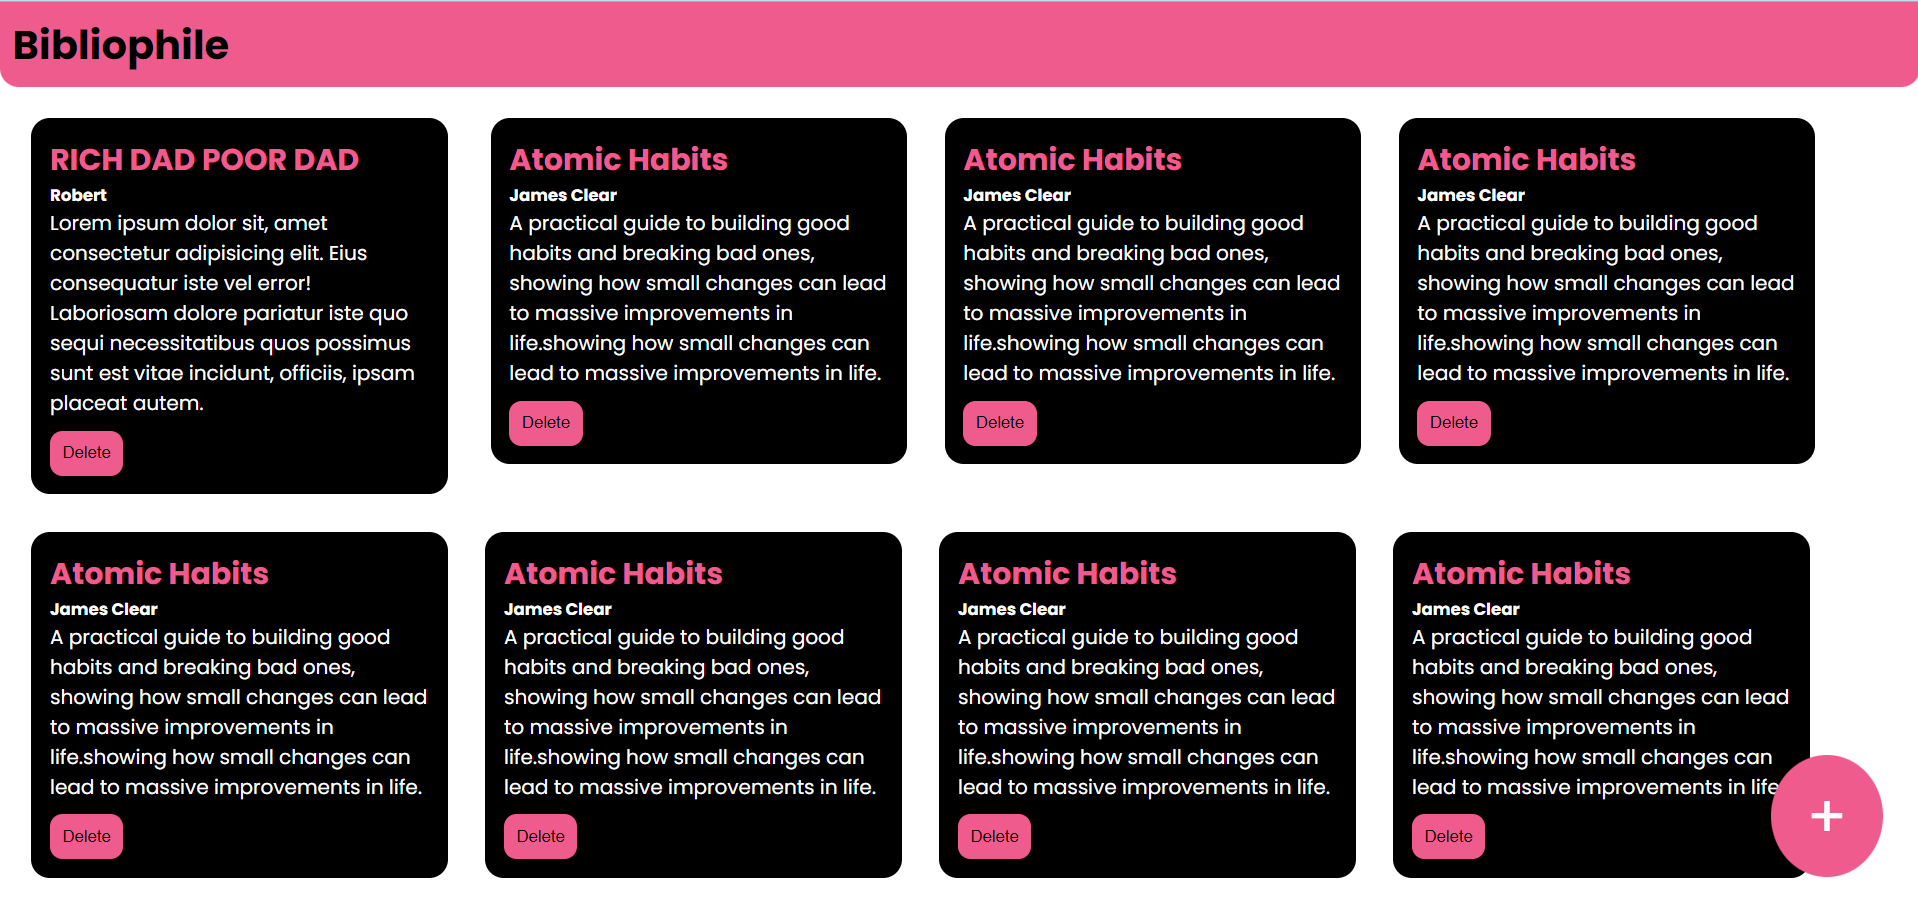 Bibliophile
RICH DAD POOR DAD
Robert
Lorem ipsum dolor sit, amet
consectetur adipisicing elit. Eius
consequatur iste vel error!
Laboriosam dolore pariatur iste quo
sequi necessitatibus quos possimus
sunt est vitae incidunt, officiis, ipsam
placeat autem.
Delete
Atomic Habits
James Clear
A practical guide to building good
habits and breaking bad ones,
showing how small changes can lead
to massive improvements in
life.showing how small changes can
lead to massive improvements in life.
Delete
Atomic Habits
James Clear
A practical guide to building good
habits and breaking bad ones,
showing how small changes can lead
to massive improvements in
life.showing how small changes can
lead to massive improvements in life.
Delete
Atomic Habits
James Clear
A practical guide to building good
habits and breaking bad ones,
showing how small changes can lead
to massive improvements in
life.showing how small changes can
lead to massive improvements in life.
Delete
Atomic Habits
James Clear
A practical guide to building good
habits and breaking bad ones,
showing how small changes can lead
to massive improvements in
life.showing how small changes can
lead to massive improvements in life.
Delete
Atomic Habits
James Clear
A practical guide to building good
habits and breaking bad ones,
showing how small changes can lead
to massive improvements in
life.showing how small changes can
lead to massive improvements in life.
Delete
Atomic Habits
James Clear
A practical guide to building good
habits and breaking bad ones,
showing how small changes can lead
to massive improvements in
life.showing how small changes can
lead to massive improvements in life.
Delete
Atomic Habits
James Clear
A practical guide to building good
habits and breaking bad ones,
showing how small changes can lead
to massive improvements in
life.showing how small changes can
lead to massive improvements in life
Delete
+